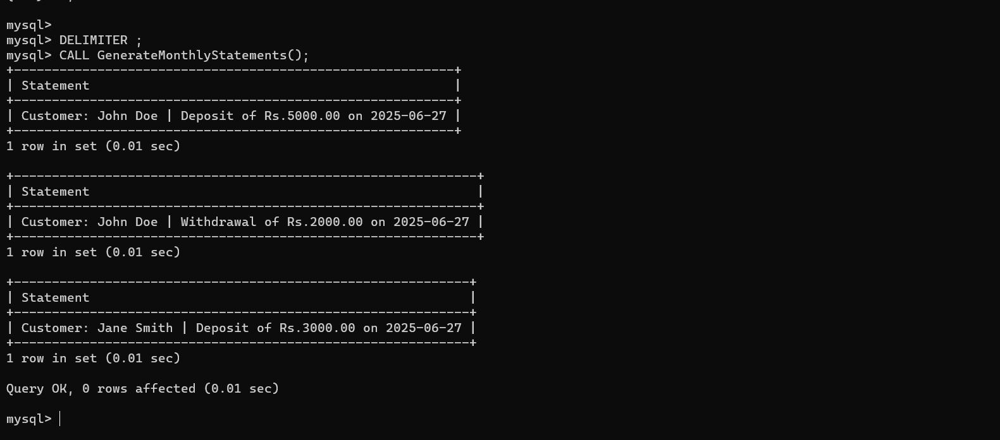 mysql>
mysql> DELIMITER ;
mysql> CALL GenerateMonthlyStatements();
+----------------------------------------------------------+
| Statement                                                |
+----------------------------------------------------------+
| Customer: John Doe | Deposit of Rs.5000.00 on 2025-06-27 |
+----------------------------------------------------------+
1 row in set (0.01 sec)

+-------------------------------------------------------------+
| Statement                                                   |
+-------------------------------------------------------------+
| Customer: John Doe | Withdrawal of Rs.2000.00 on 2025-06-27 |
+-------------------------------------------------------------+
1 row in set (0.01 sec)

+------------------------------------------------------------+
| Statement                                                  |
+------------------------------------------------------------+
| Customer: Jane Smith | Deposit of Rs.3000.00 on 2025-06-27 |
+------------------------------------------------------------+
1 row in set (0.01 sec)

Query OK, 0 rows affected (0.01 sec)

mysql>